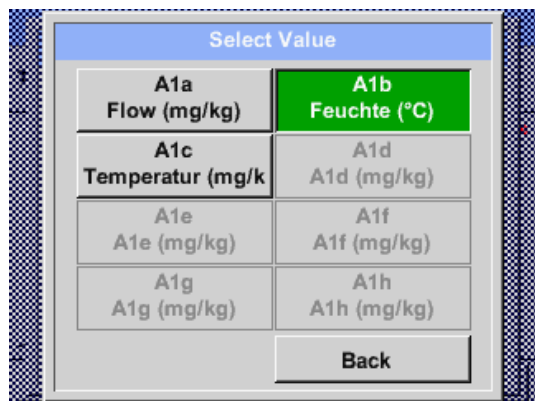 Select Value
A1a
Flow (mg/kg)
A1b
Feuchte (°C)
A1c
Temperatur (mg/k
A1d
A1d (mg/kg)
A1e
A1e (mg/kg)
A1f
A1f (mg/kg)
A1g
A1g (mg/kg)
A1h
A1h (mg/kg)
Back